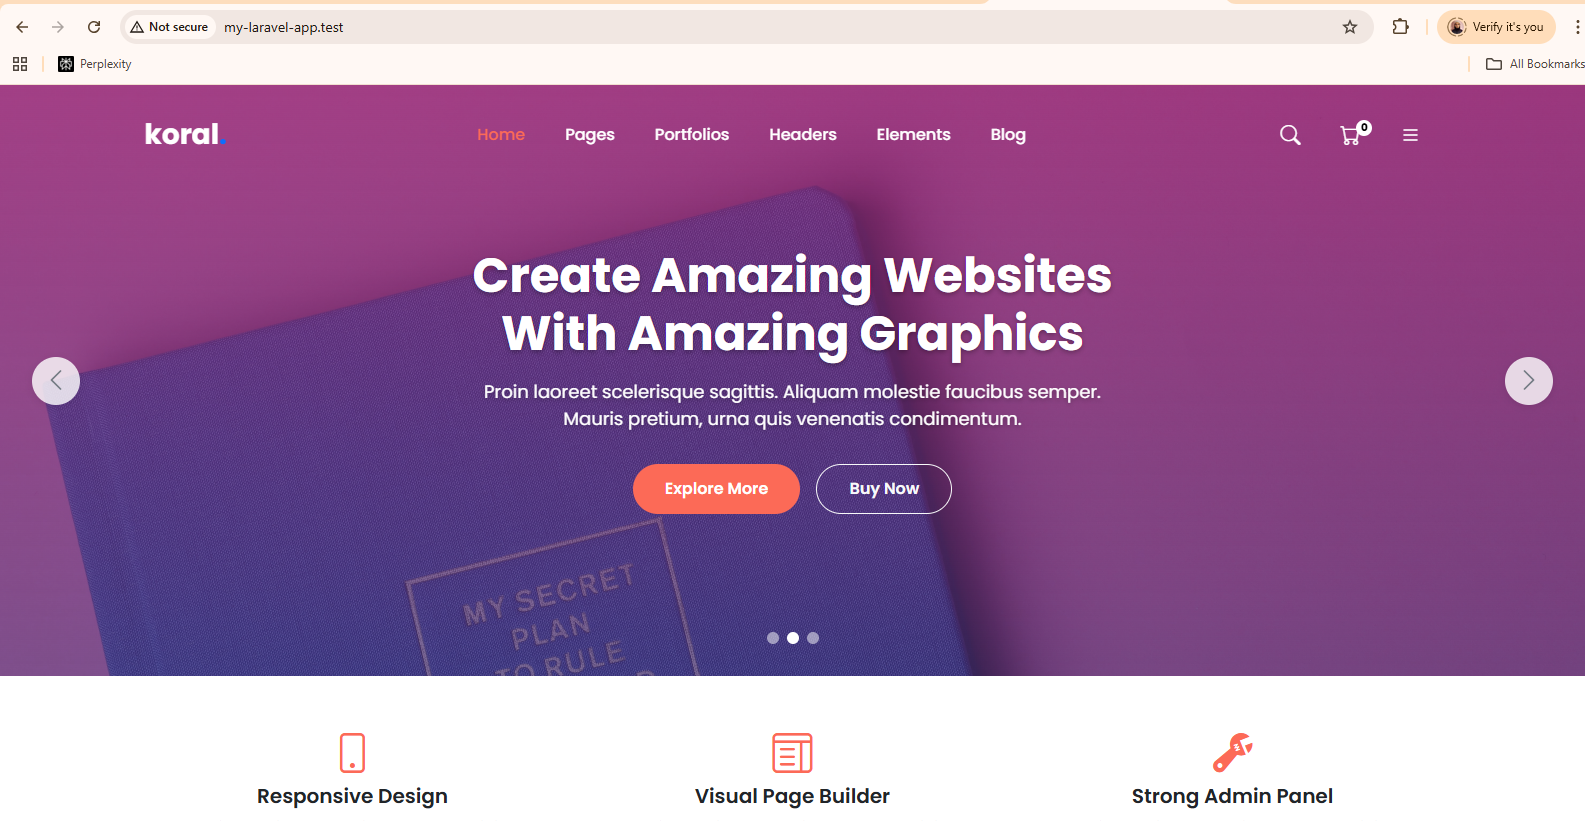 Not secure
my-laravel-app.test
Verify it's you
Perplexity
All Bookmarks
koral.
Home
Pages
Portfolios
Headers
Elements
Blog
0
Create Amazing Websites
With Amazing Graphics
Proin laoreet scelerisque sagittis. Aliquam molestie faucibus semper.
Mauris pretium, urna quis venenatis condimentum.
Explore More
Buy Now
MY SECRET
PLAN
TO RULE
Responsive Design
Visual Page Builder
Strong Admin Panel